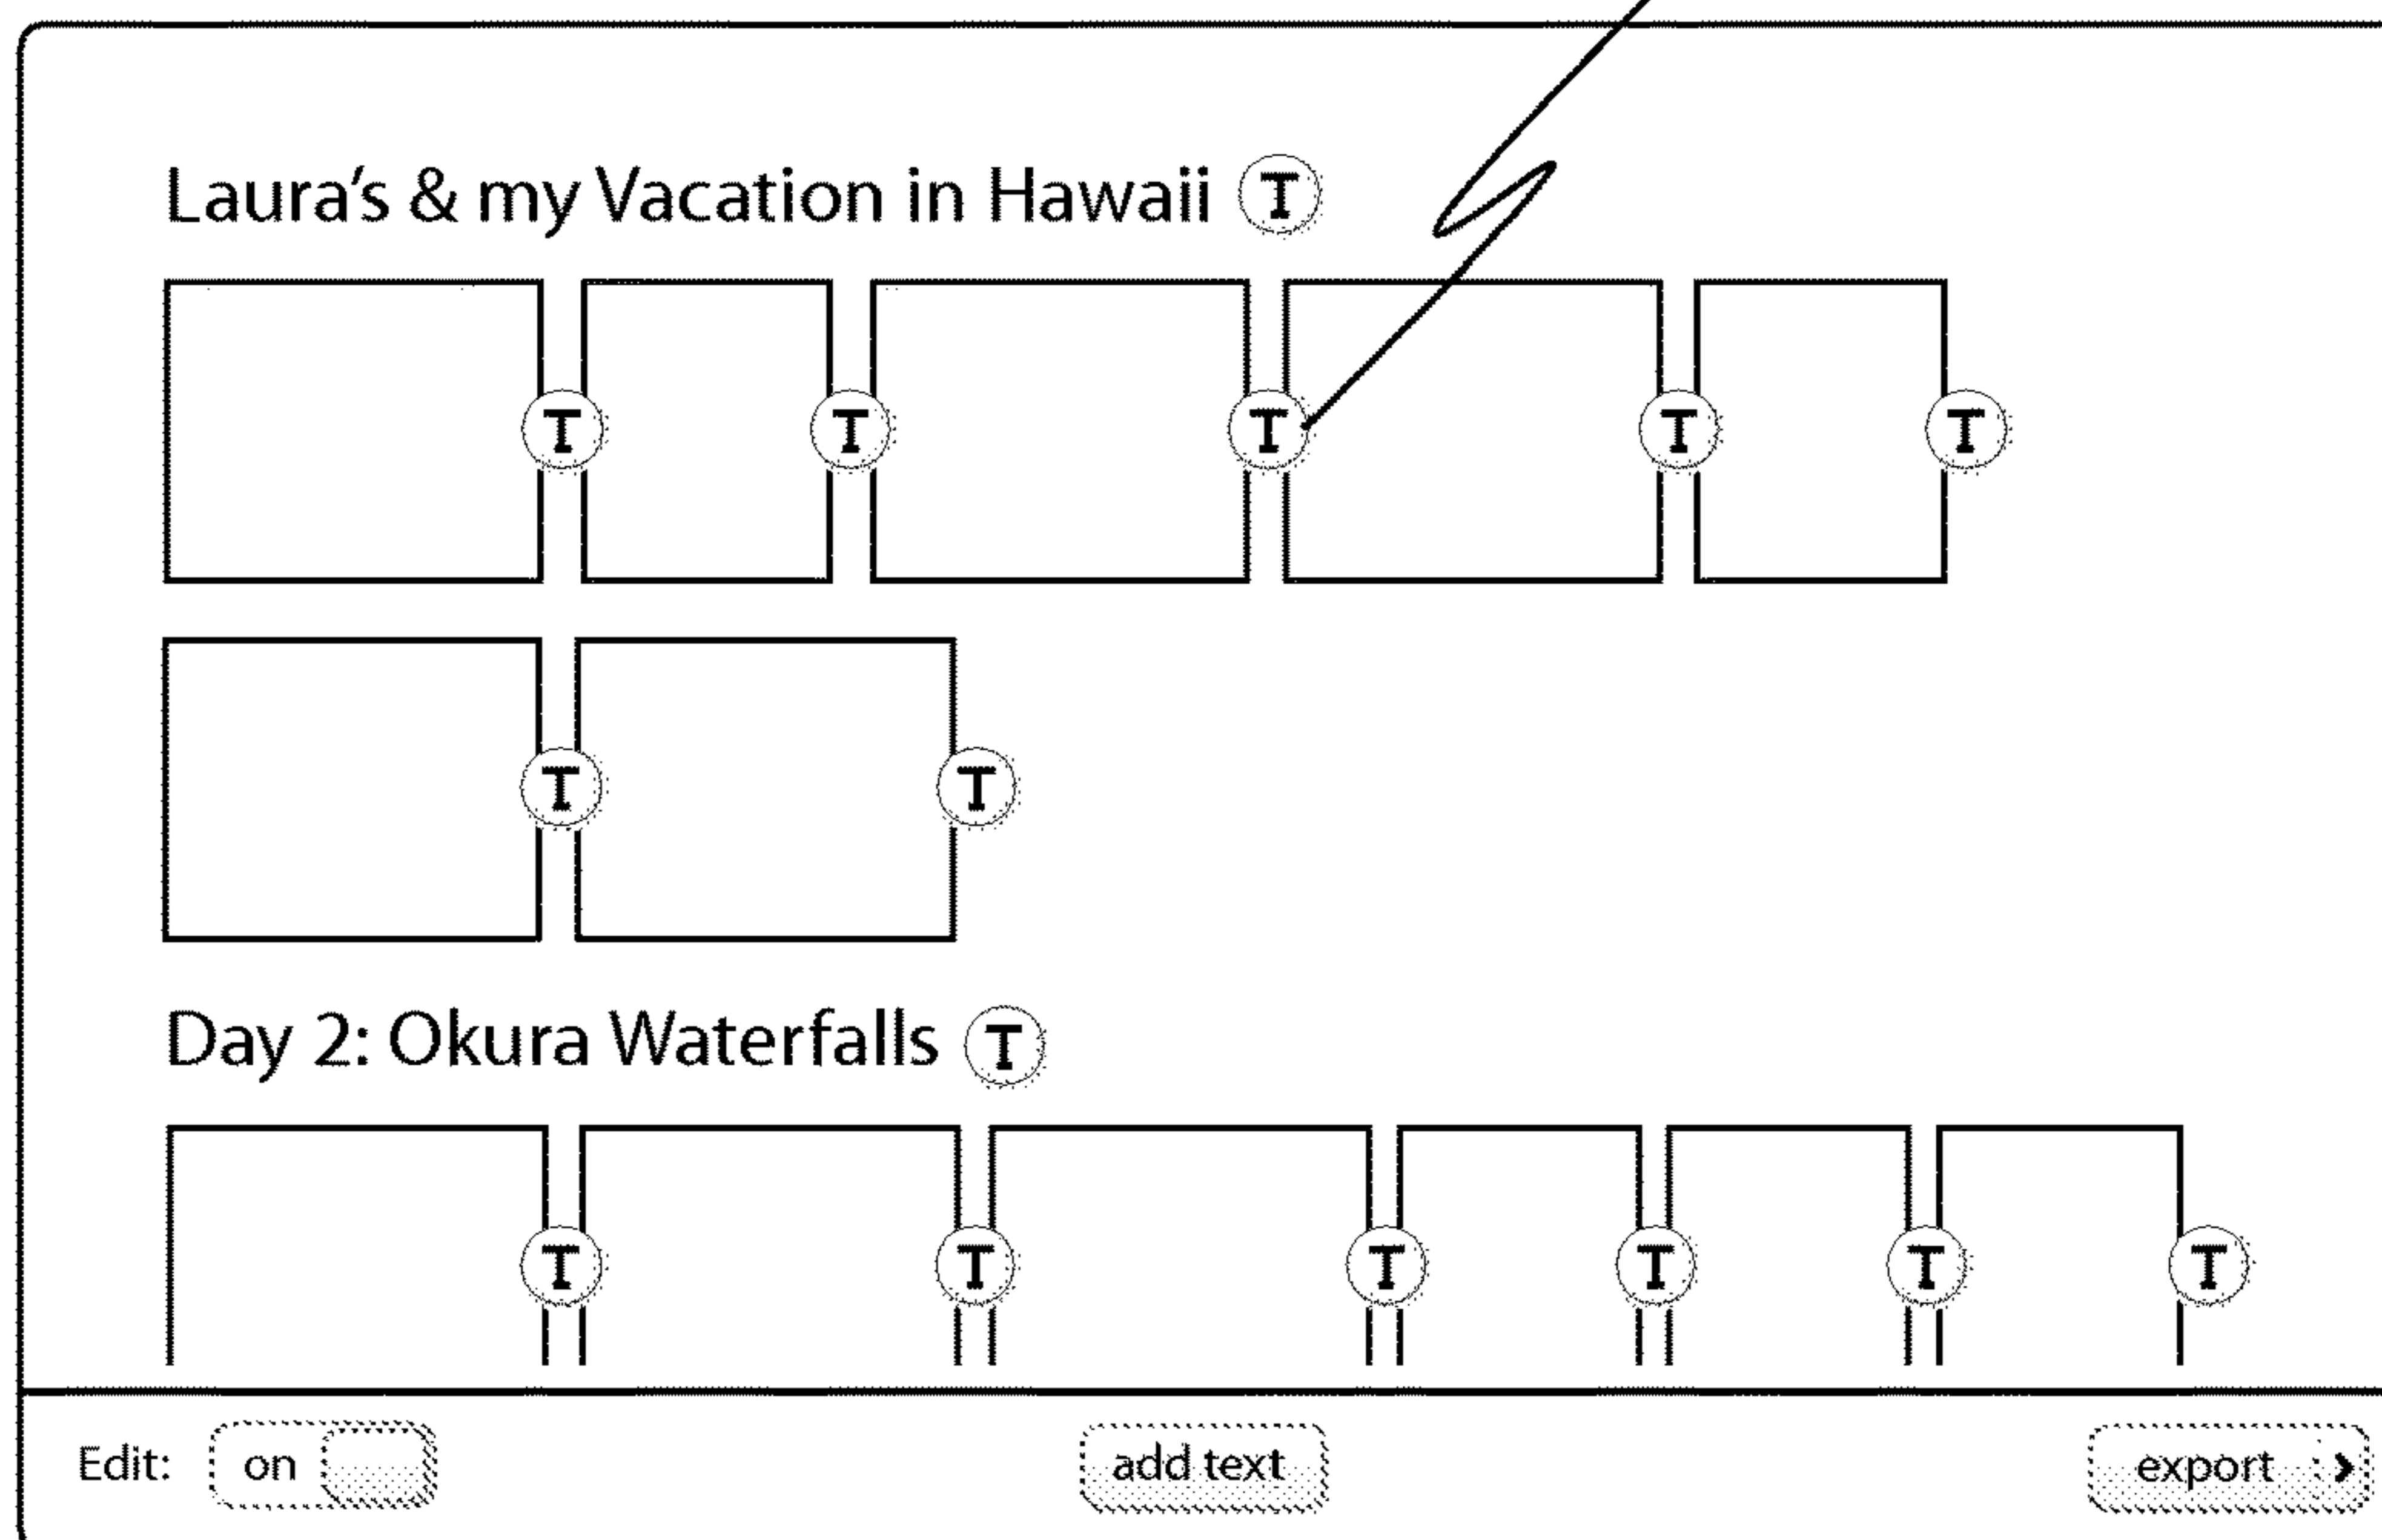 Laura's & my Vacation in Hawaii T
T T T T T
T T
Day 2: Okura Waterfalls T
T T T T T T
Edit: on add text export >